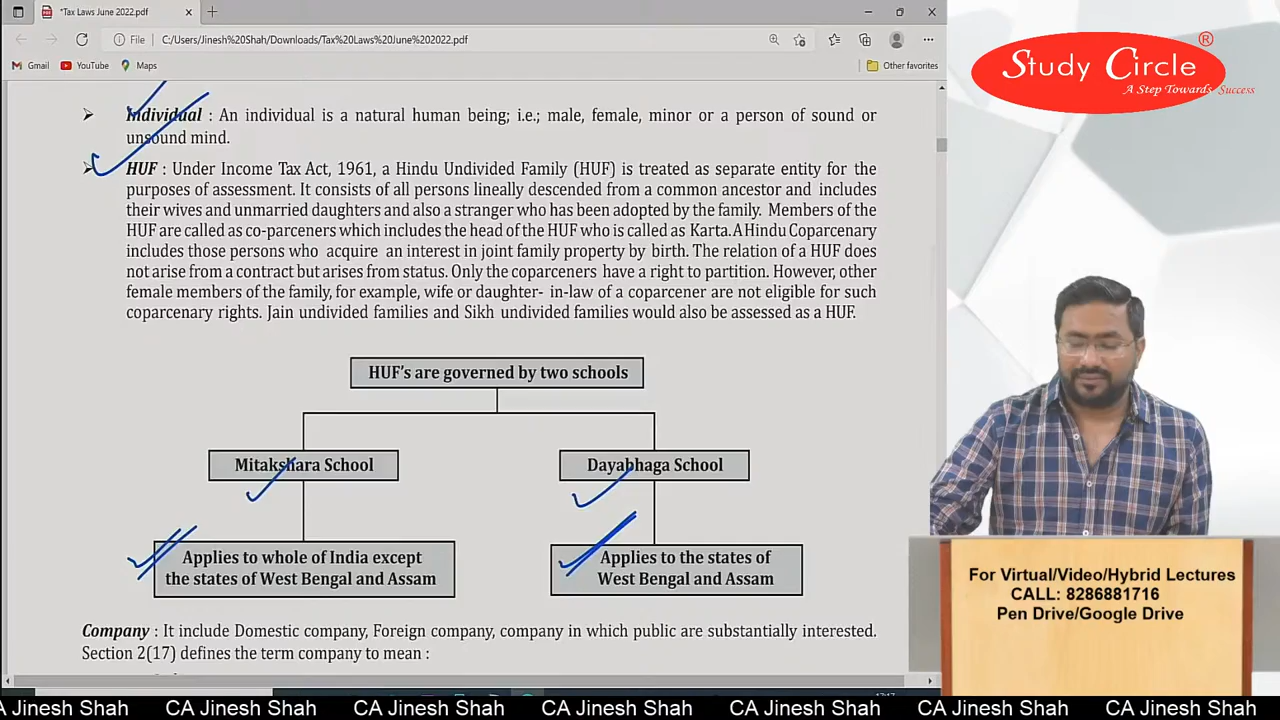 *Tax Laws June 2022.pdf
File
C:/Users/Jinesh%20Shah/Downloads/Tax%20Laws%20June%202022.pdf
Gmail
YouTube
Maps
Other favorites
Study Circle ®
A Step Towards Success
Individual : An individual is a natural human being; i.e.; male, female, minor or a person of sound or
unsound mind.
HUF : Under Income Tax Act, 1961, a Hindu Undivided Family (HUF) is treated as separate entity for the
purposes of assessment. It consists of all persons lineally descended from a common ancestor and includes
their wives and unmarried daughters and also a stranger who has been adopted by the family. Members of the
HUF are called as co-parceners which includes the head of the HUF who is called as Karta. A Hindu Coparcenary
includes those persons who acquire an interest in joint family property by birth. The relation of a HUF does
not arise from a contract but arises from status. Only the coparceners have a right to partition. However, other
female members of the family, for example, wife or daughter- in-law of a coparcener are not eligible for such
coparcenary rights. Jain undivided families and Sikh undivided families would also be assessed as a HUF.
HUF's are governed by two schools
Mitakshara School
Dayabhaga School
Applies to whole of India except
the states of West Bengal and Assam
Applies to the states of
West Bengal and Assam
Company : It include Domestic company, Foreign company, company in which public are substantially interested.
Section 2(17) defines the term company to mean :
For Virtual/Video/Hybrid Lectures
CALL: 8286881716
Pen Drive/Google Drive
A Jinesh Shah CA Jinesh Shah CA Jinesh Shah CA Jinesh Shah CA Jinesh Shah CA Jinesh Shah CA Jinesh Shah